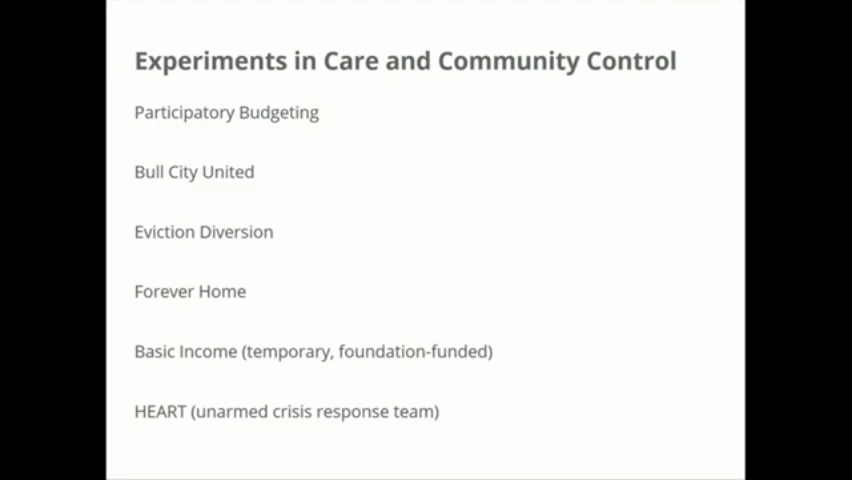 Experiments in Care and Community Control
Participatory Budgeting
Bull City United
Eviction Diversion
Forever Home
Basic Income (temporary, foundation-funded)
HEART (unarmed crisis response team)